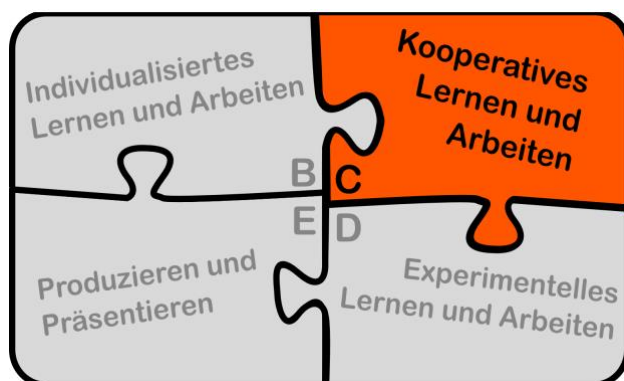 Individualisiertes
Lernen und Arbeiten
B
Kooperatives
Lernen und
Arbeiten
C
E
Produzieren und
Präsentieren
D
Experimentelles
Lernen und Arbeiten